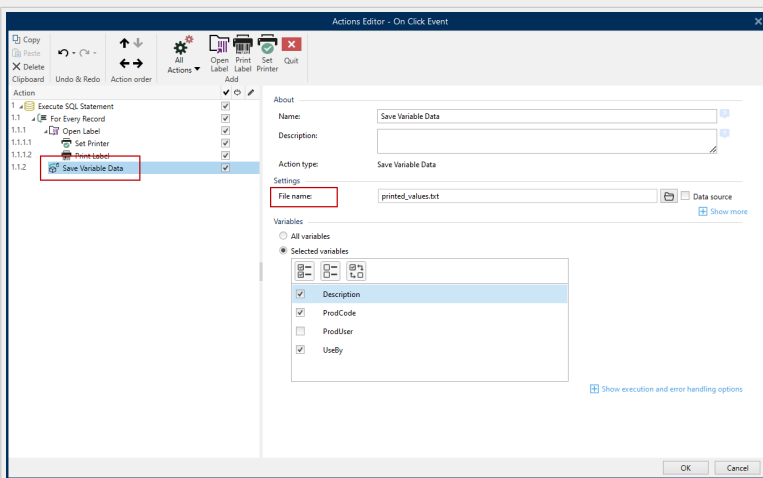 Actions Editor - On Click Event
Copy
Paste
Delete
Clipboard
Undo & Redo
Action order
All Actions
Open Label
Print Label
Set Printer
Quit
Add
Action
1 Execute SQL Statement
1.1 For Every Record
1.1.1 Open Label
1.1.1.1 Set Printer
1.1.1.2 Print Label
1.1.2 Save Variable Data
About
Name: Save Variable Data
Description:
Action type: Save Variable Data
Settings
File name: printed_values.txt Data source
Show more
Variables
All variables
Selected variables
Description
ProdCode
ProdUser
UseBy
Show execution and error handling options
OK Cancel